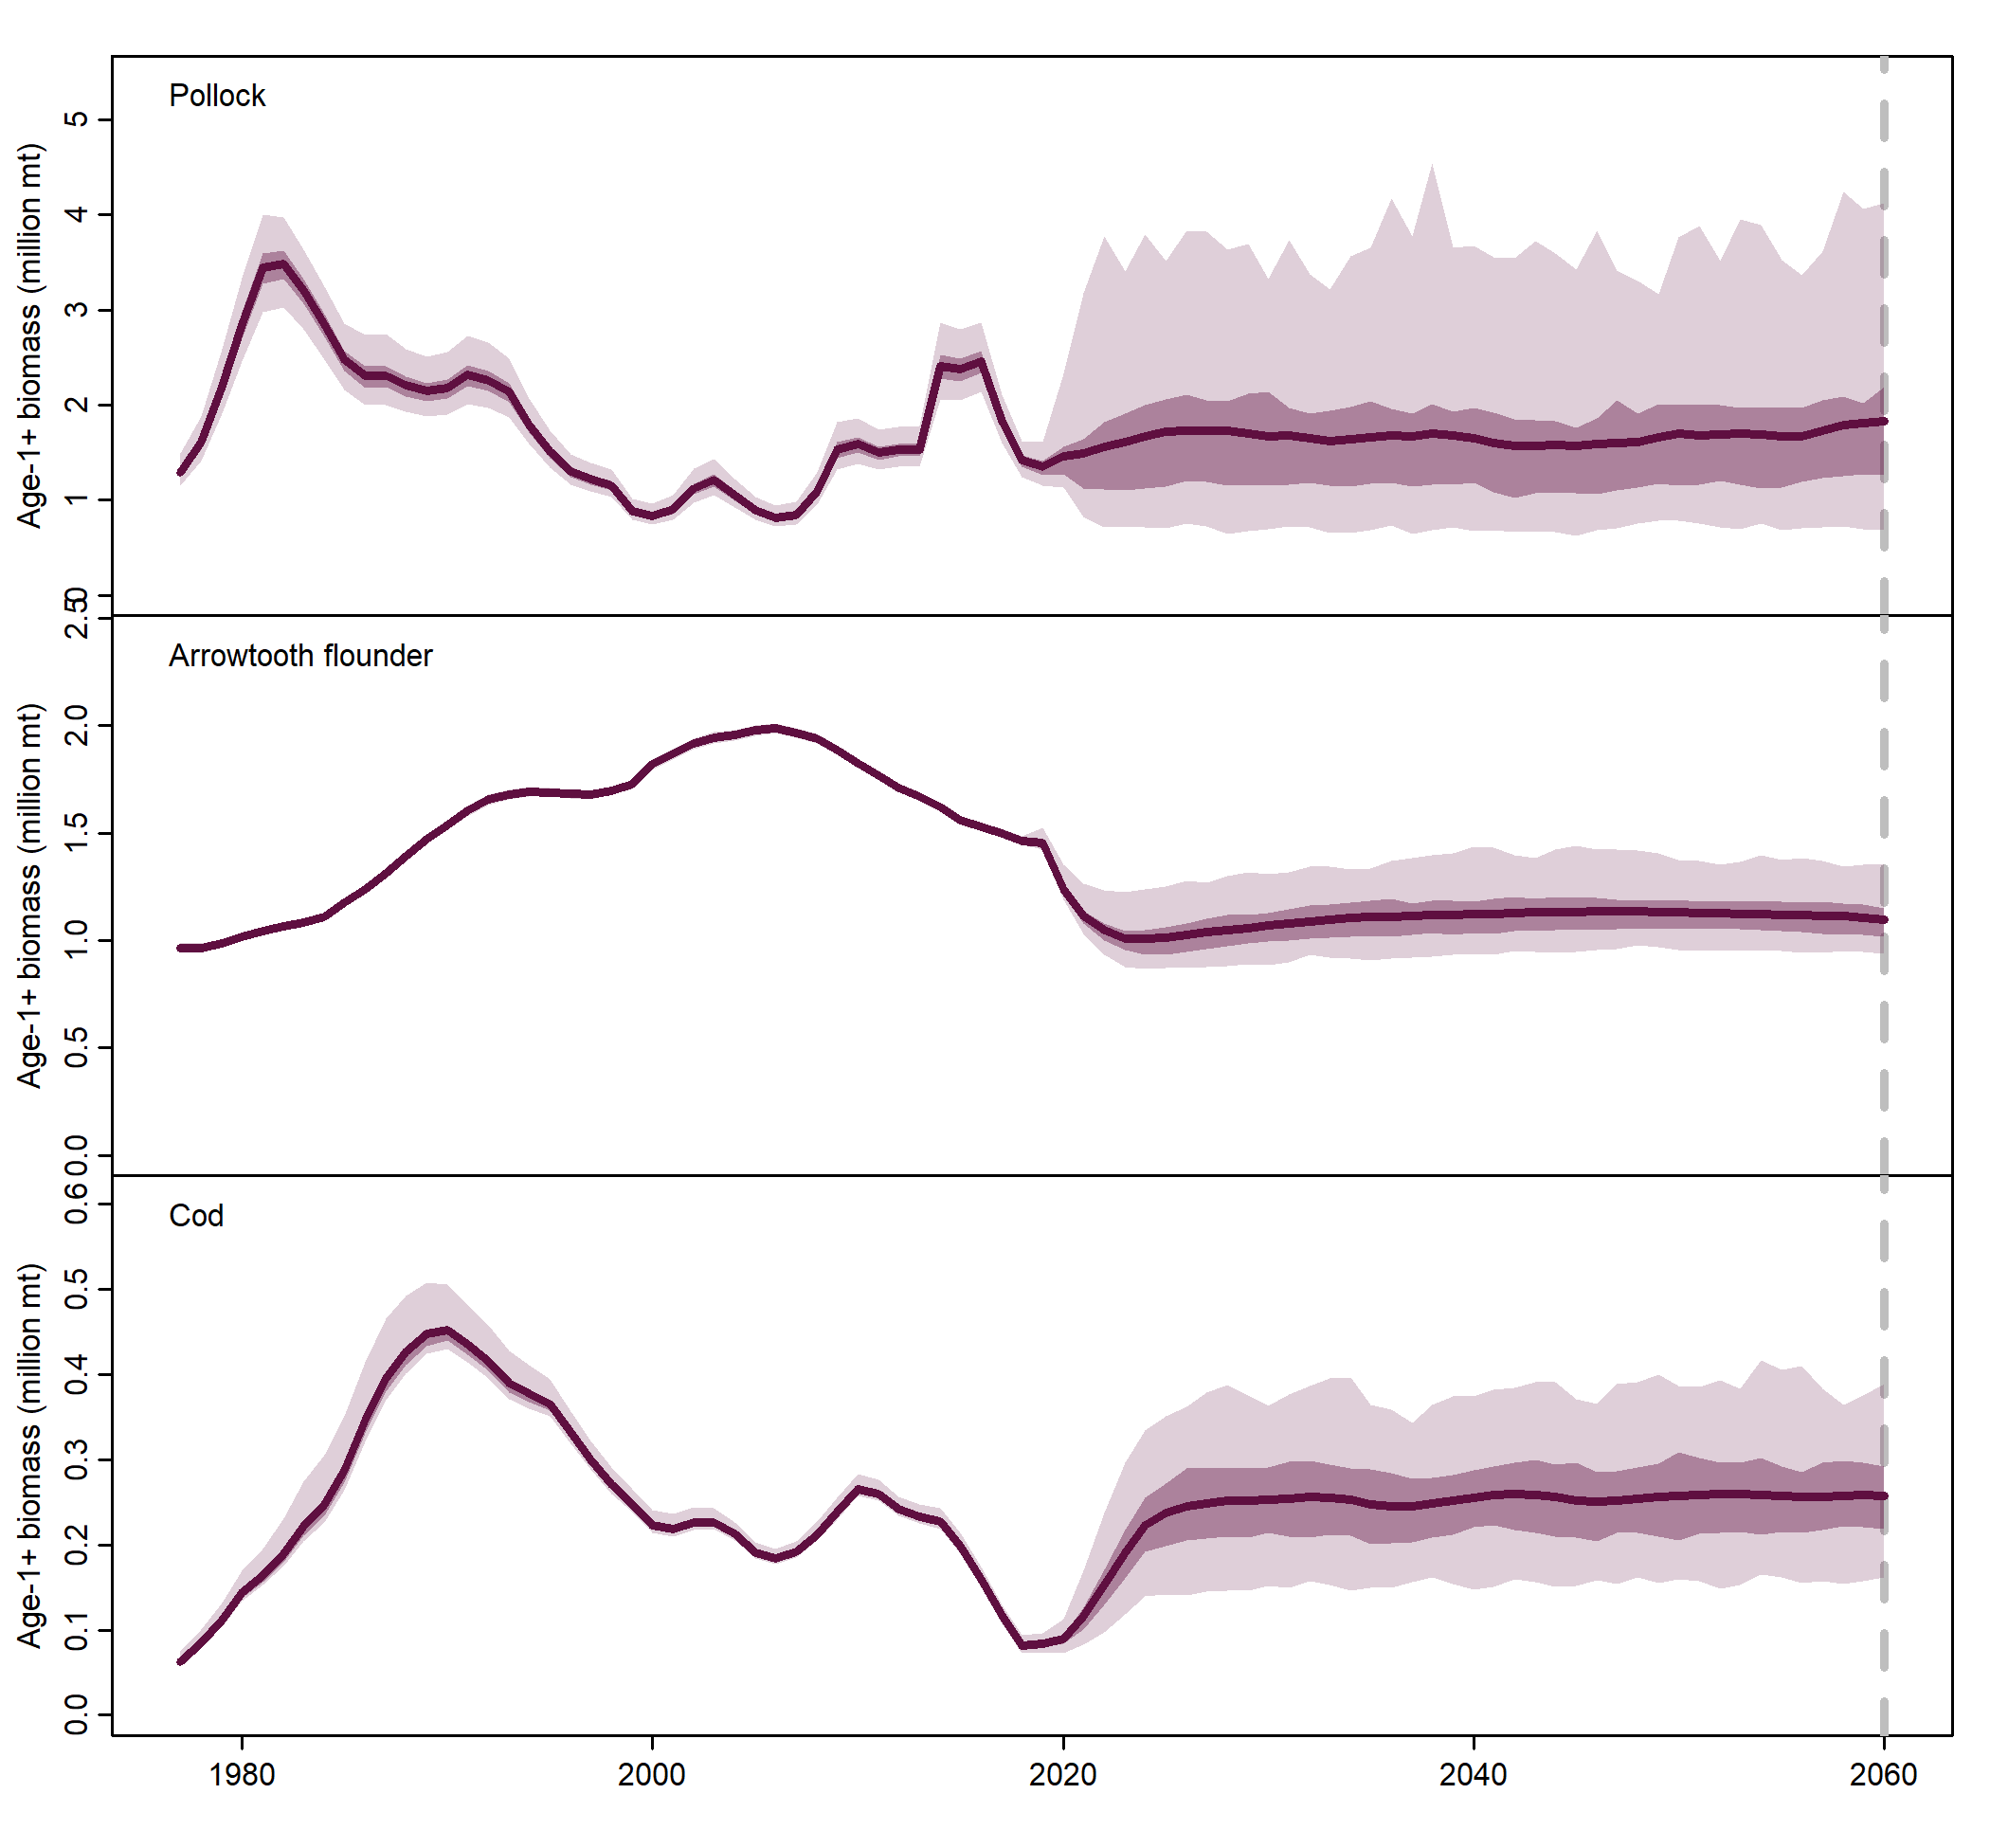 Pollock
Age-1+ biomass (million mt)
5
4
3
2
1
0
Arrowtooth flounder
Age-1+ biomass (million mt)
2.5
2.0
1.5
1.0
0.5
0.0
Cod
Age-1+ biomass (million mt)
0.6
0.5
0.4
0.3
0.2
0.1
0.0
1980 2000 2020 2040 2060